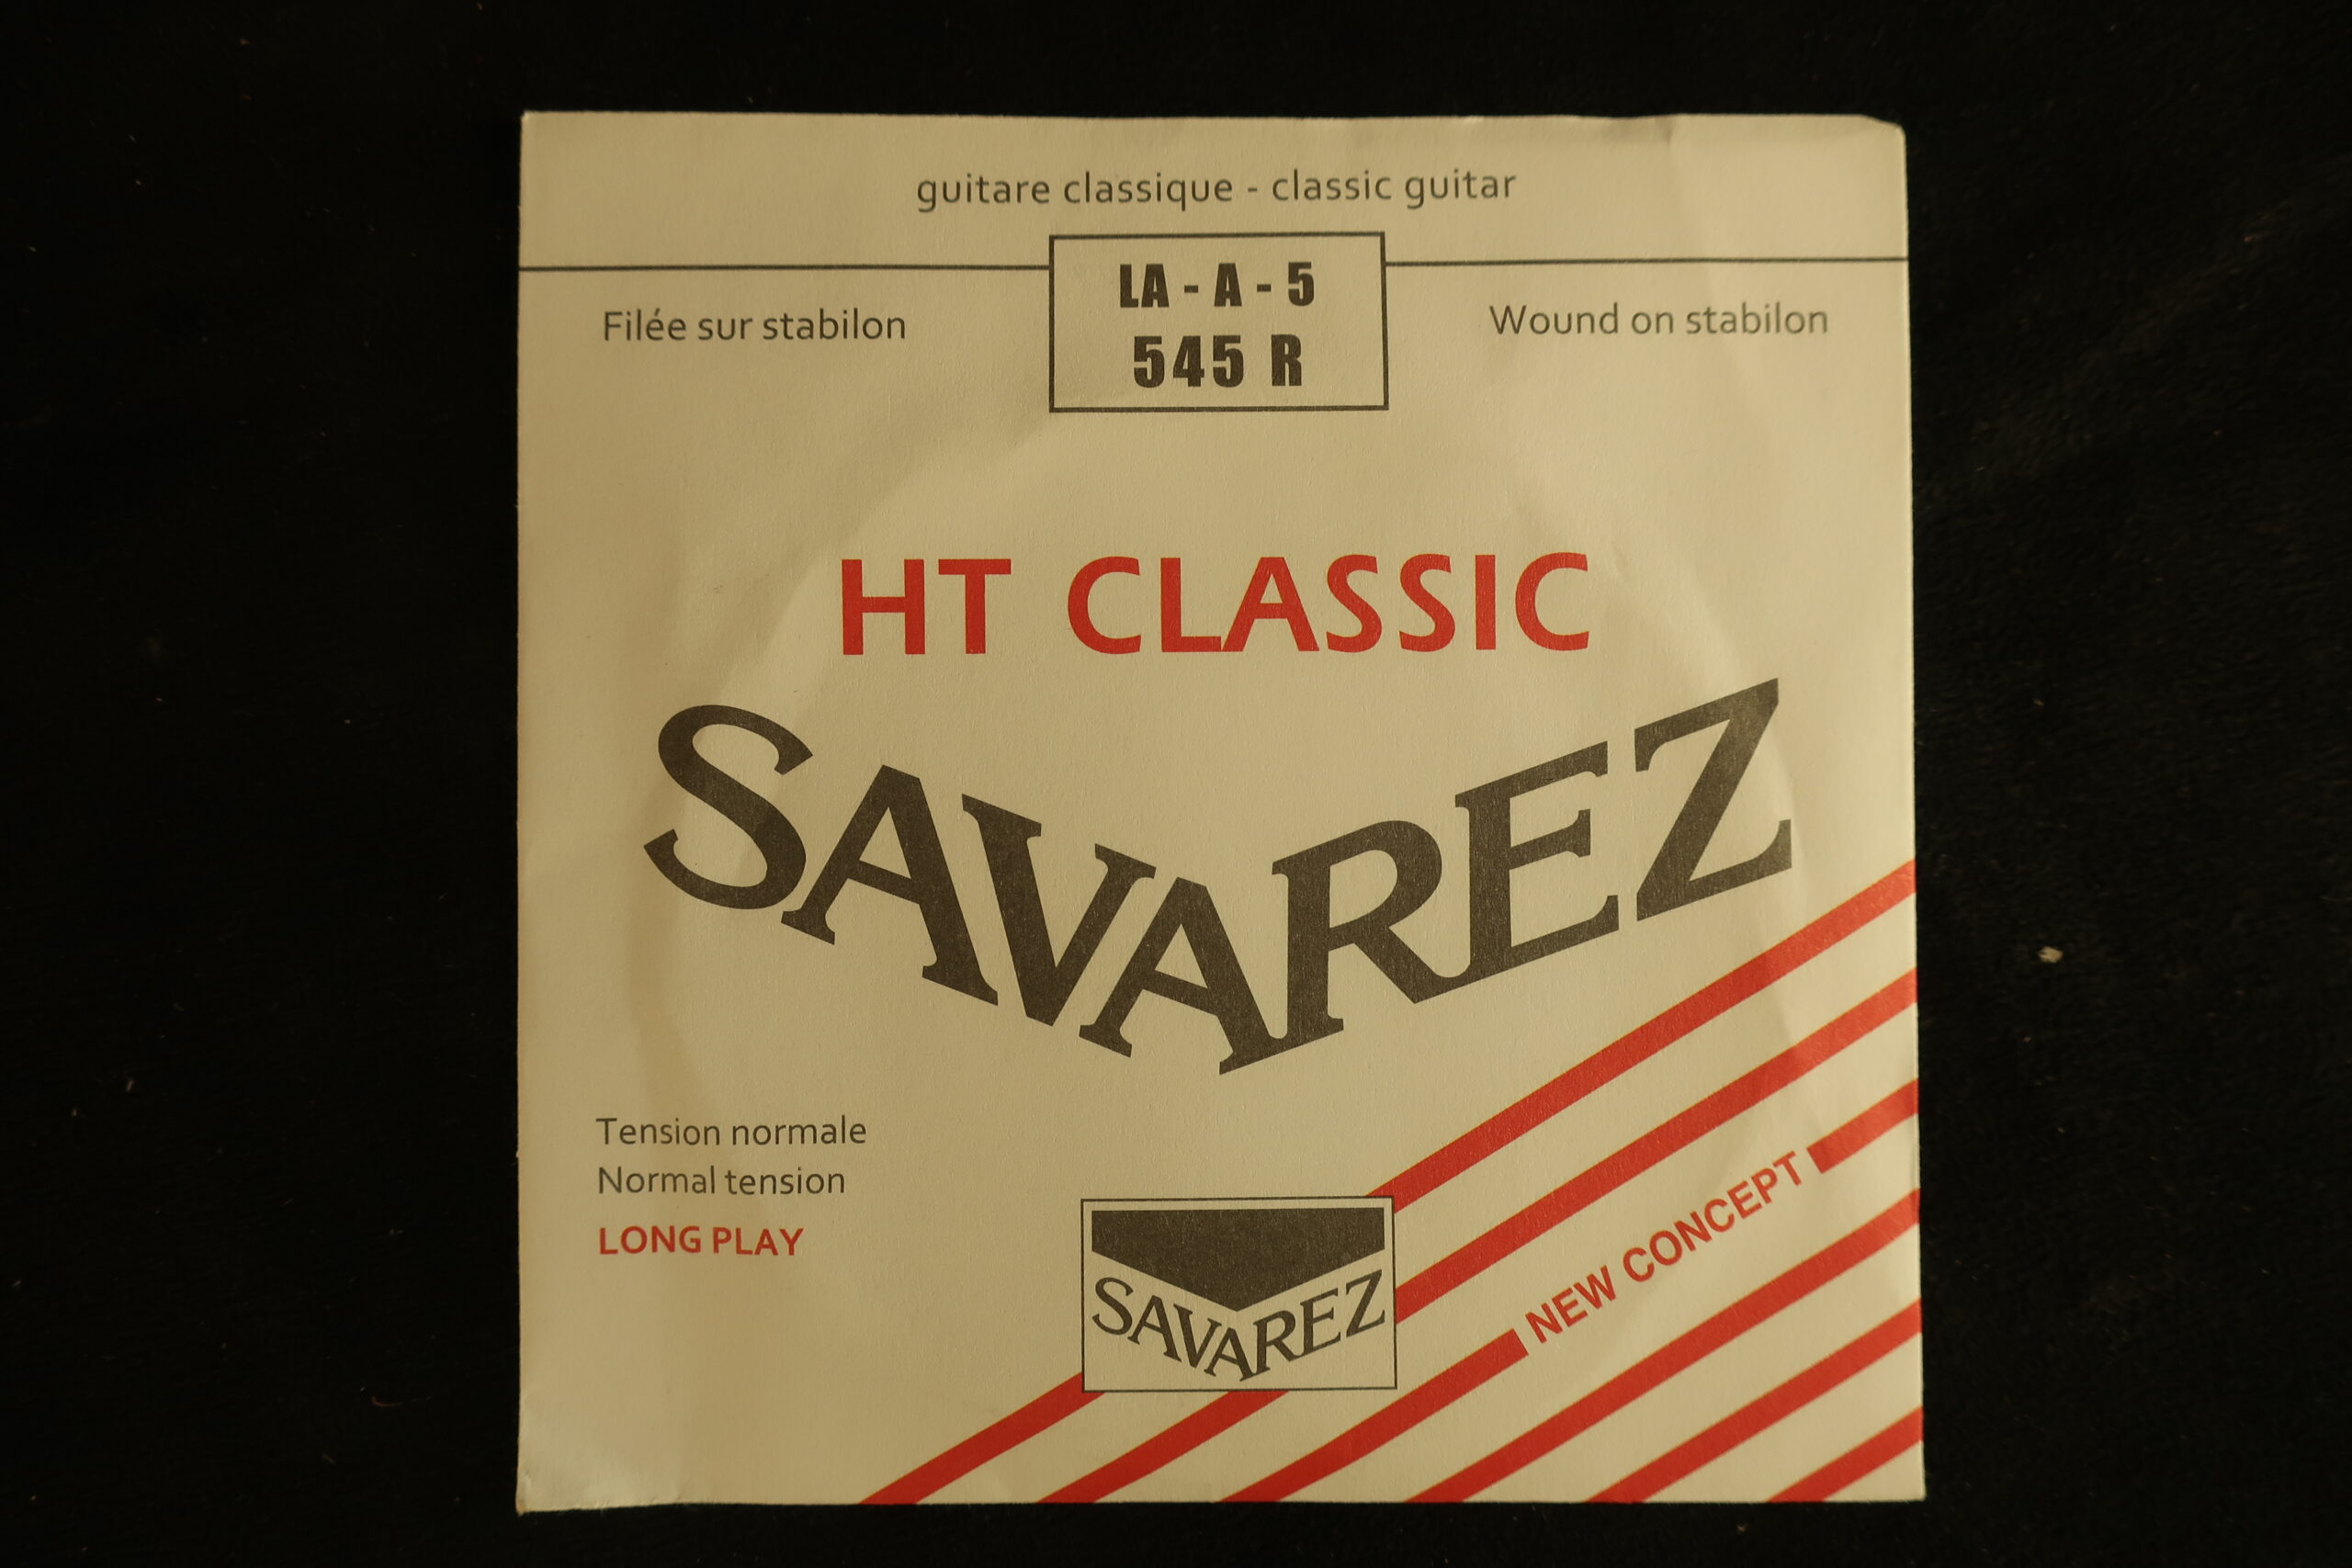 guitare classique - classic guitar
LA - A - 5
545 R
Filée sur stabilon
Wound on stabilon
HT CLASSIC
SAVAREZ
Tension normale
Normal tension
LONG PLAY
SAVAREZ
NEW CONCEPT